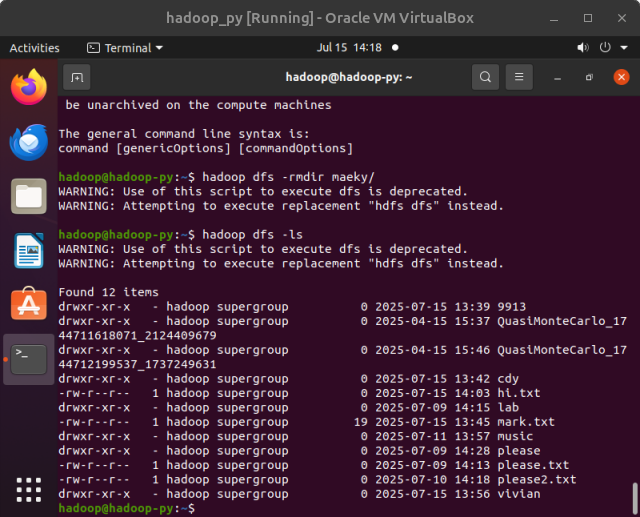 hadoop_py [Running] - Oracle VM VirtualBox
Activities Terminal Jul 15 14:18
hadoop@hadoop-py: ~
be unarchived on the compute machines
The general command line syntax is:
command [genericOptions] [commandOptions]
hadoop@hadoop-py:~$ hadoop dfs -rmdir maeky/
WARNING: Use of this script to execute dfs is deprecated.
WARNING: Attempting to execute replacement "hdfs dfs" instead.
hadoop@hadoop-py:~$ hadoop dfs -ls
WARNING: Use of this script to execute dfs is deprecated.
WARNING: Attempting to execute replacement "hdfs dfs" instead.
Found 12 items
drwxr-xr-x   - hadoop supergroup          0 2025-07-15 13:39 9913
drwxr-xr-x   - hadoop supergroup          0 2025-04-15 15:37 QuasiMonteCarlo_17
44711618071_2124409679
drwxr-xr-x   - hadoop supergroup          0 2025-04-15 15:46 QuasiMonteCarlo_17
44712199537_1737249631
drwxr-xr-x   - hadoop supergroup          0 2025-07-15 13:42 cdy
-rw-r--r--   1 hadoop supergroup          0 2025-07-15 14:03 hi.txt
drwxr-xr-x   - hadoop supergroup          0 2025-07-09 14:15 lab
-rw-r--r--   1 hadoop supergroup         19 2025-07-15 13:45 mark.txt
drwxr-xr-x   - hadoop supergroup          0 2025-07-11 13:57 music
drwxr-xr-x   - hadoop supergroup          0 2025-07-09 14:28 please
-rw-r--r--   1 hadoop supergroup          0 2025-07-09 14:13 please.txt
-rw-r--r--   1 hadoop supergroup          0 2025-07-10 14:18 please2.txt
drwxr-xr-x   - hadoop supergroup          0 2025-07-15 13:56 vivian
hadoop@hadoop-py:~$